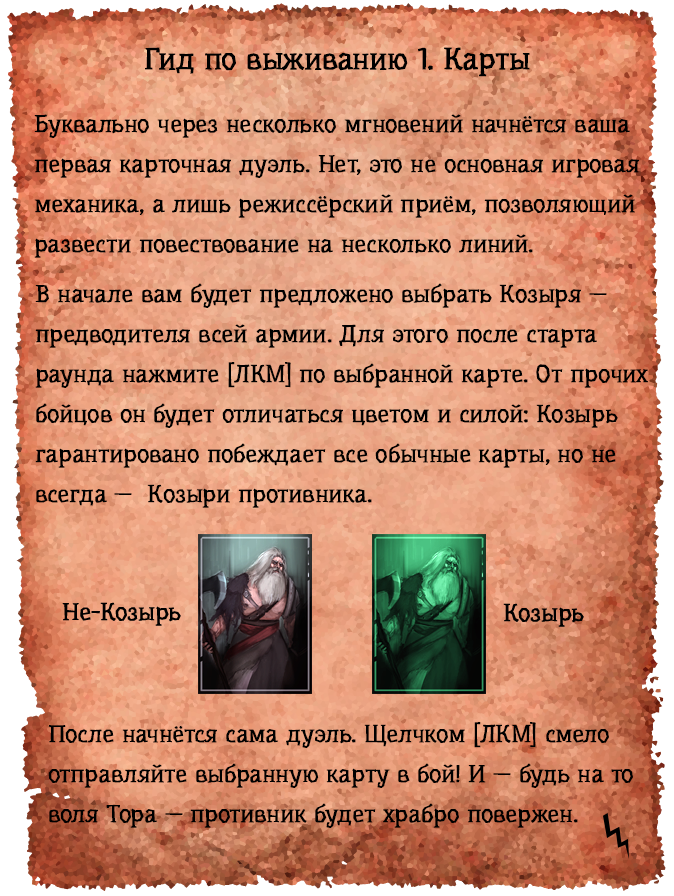 Гид по выживанию 1. Карты
Буквально через несколько мгновений начнётся ваша
первая карточная дуэль. Нет, это не основная игровая
механика, а лишь режиссёрский приём, позволяющий
развести повествование на несколько линий.
В начале вам будет предложено выбрать Козыря —
предводителя всей армии. Для этого после старта
раунда нажмите [ЛКМ] по выбранной карте. От прочих
бойцов он будет отличаться цветом и силой: Козырь
гарантировано побеждает все обычные карты, но не
всегда — Козыри противника.
Не-Козырь
Козырь
После начнётся сама дуэль. Щелчком [ЛКМ] смело
отправляйте выбранную карту в бой! И — будь на то
воля Тора — противник будет храбро повержен.